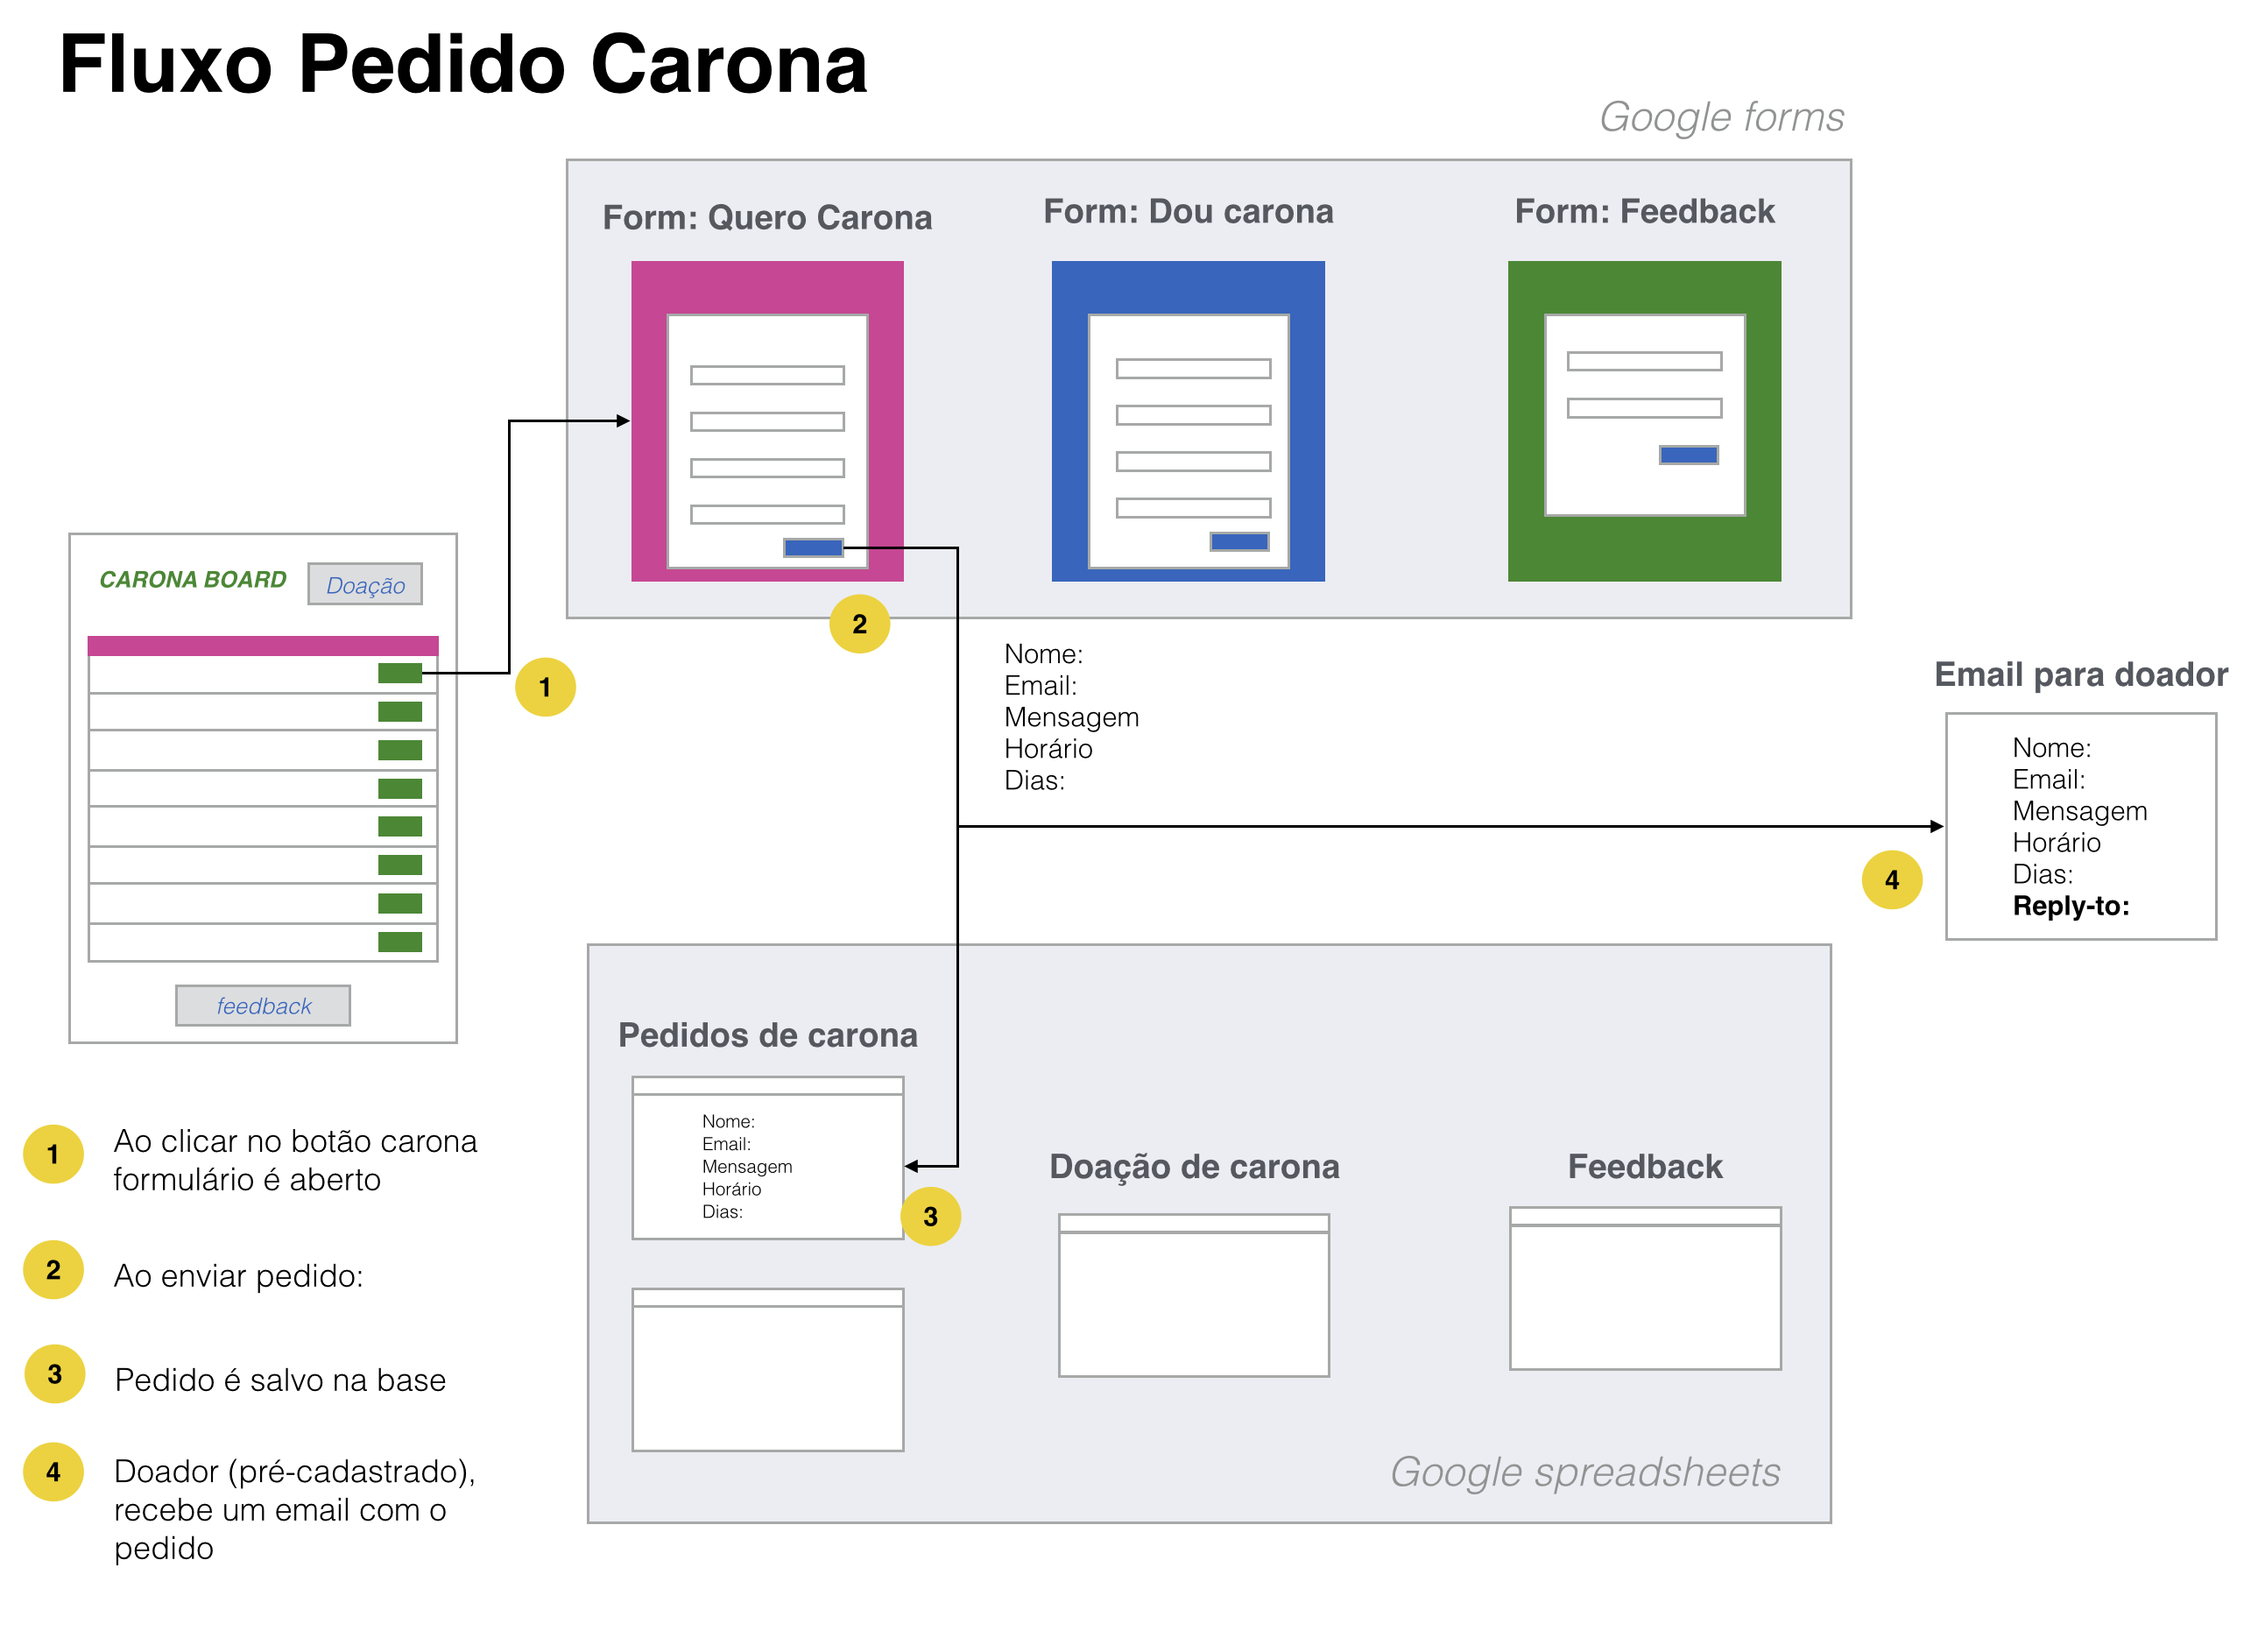 Fluxo Pedido Carona
Google forms
Form: Quero Carona
Form: Dou carona
Form: Feedback
CARONA BOARD
Doação
feedback
1
2
Nome:
Email:
Mensagem
Horário
Dias:
Email para doador
Nome:
Email:
Mensagem
Horário
Dias:
Reply-to:
4
Pedidos de carona
Nome:
Email:
Mensagem
Horário
Dias:
3
Doação de carona
Feedback
Google spreadsheets
1
Ao clicar no botão carona
formulário é aberto
2
Ao enviar pedido:
3
Pedido é salvo na base
4
Doador (pré-cadastrado),
recebe um email com o
pedido